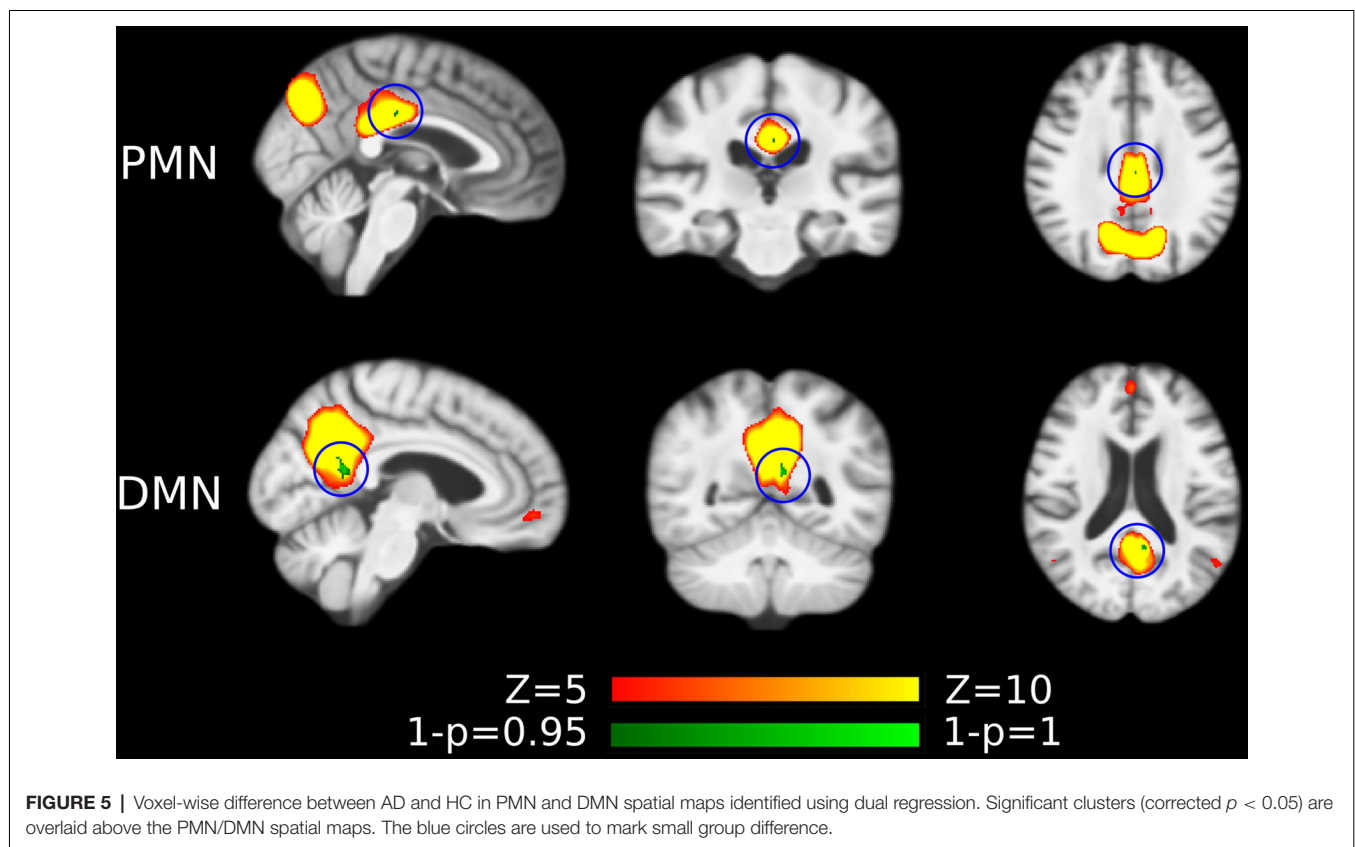 PMN
DMN
Z=5 Z=10
1-p=0.95 1-p=1
FIGURE 5 | Voxel-wise difference between AD and HC in PMN and DMN spatial maps identified using dual regression. Significant clusters (corrected p < 0.05) are
overlaid above the PMN/DMN spatial maps. The blue circles are used to mark small group difference.